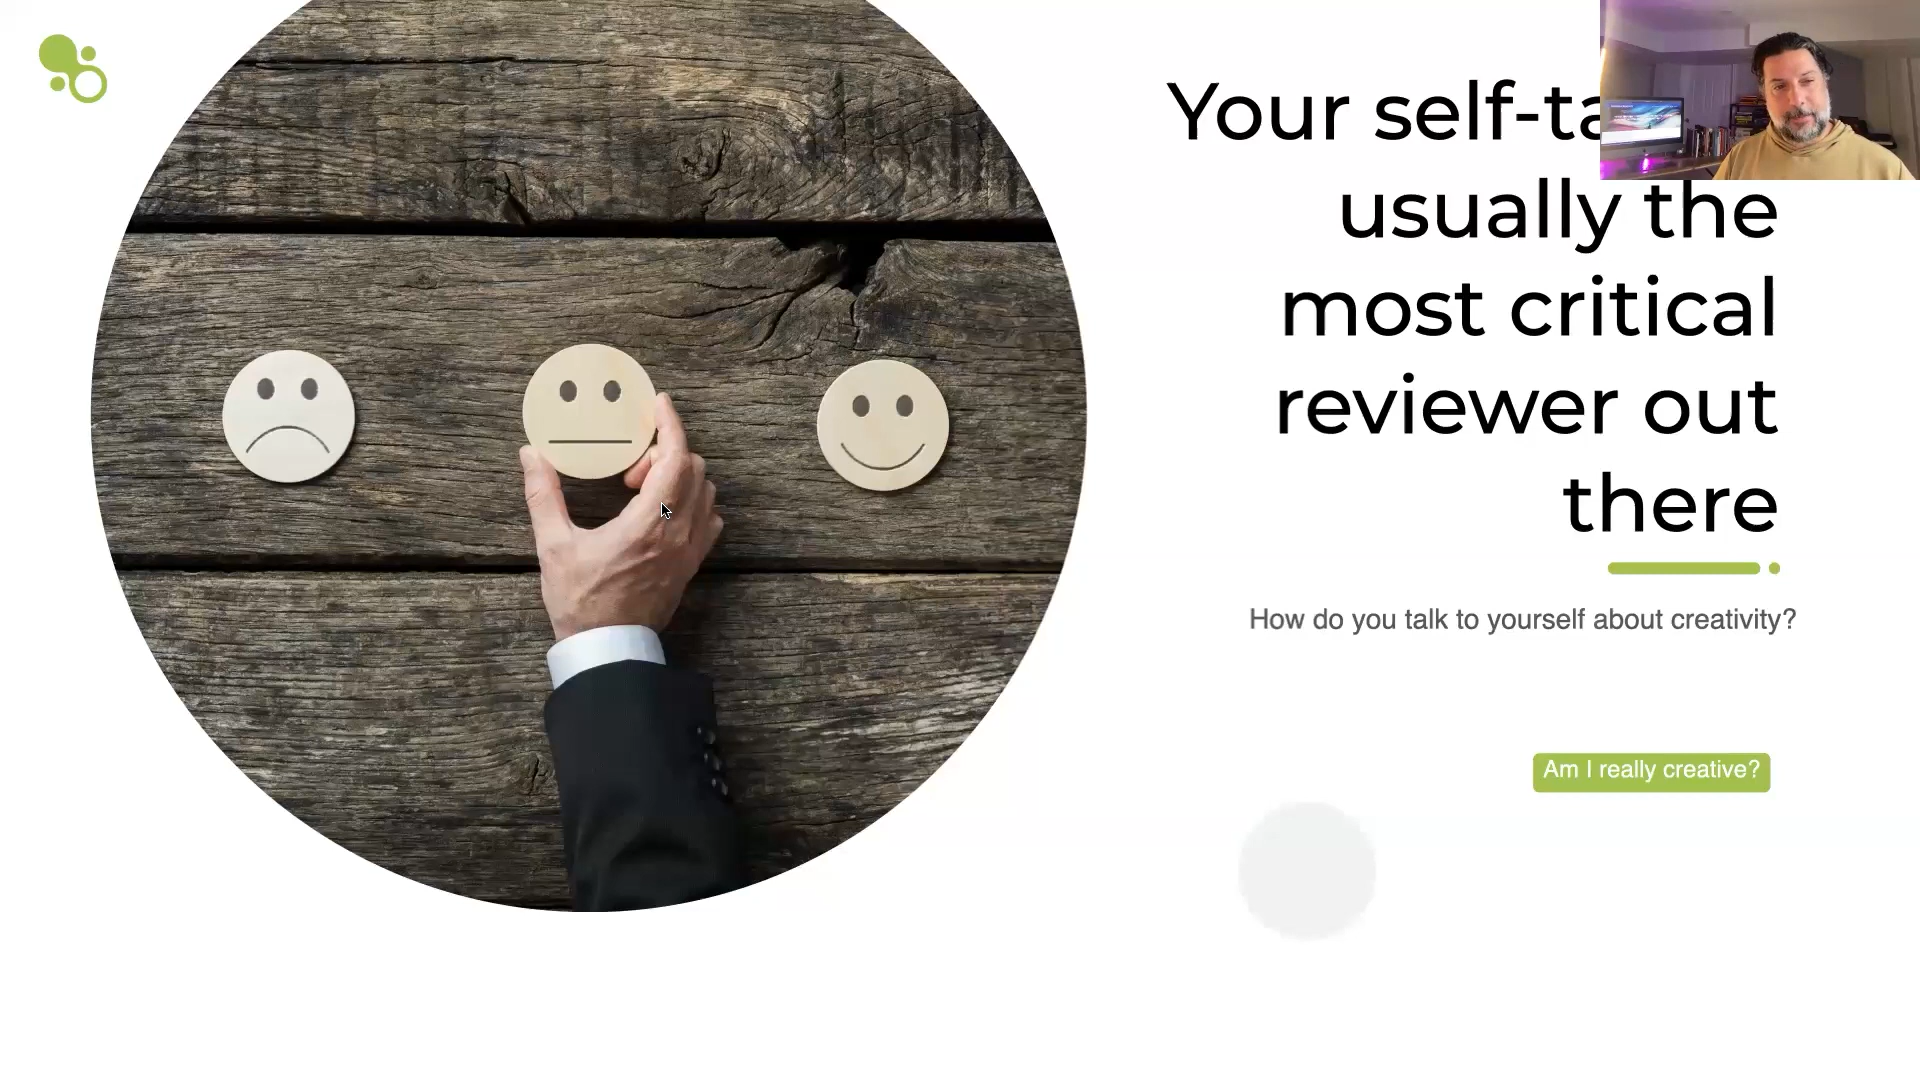 Your self-ta
usually the
most critical
reviewer out
there
How do you talk to yourself about creativity?
Am I really creative?